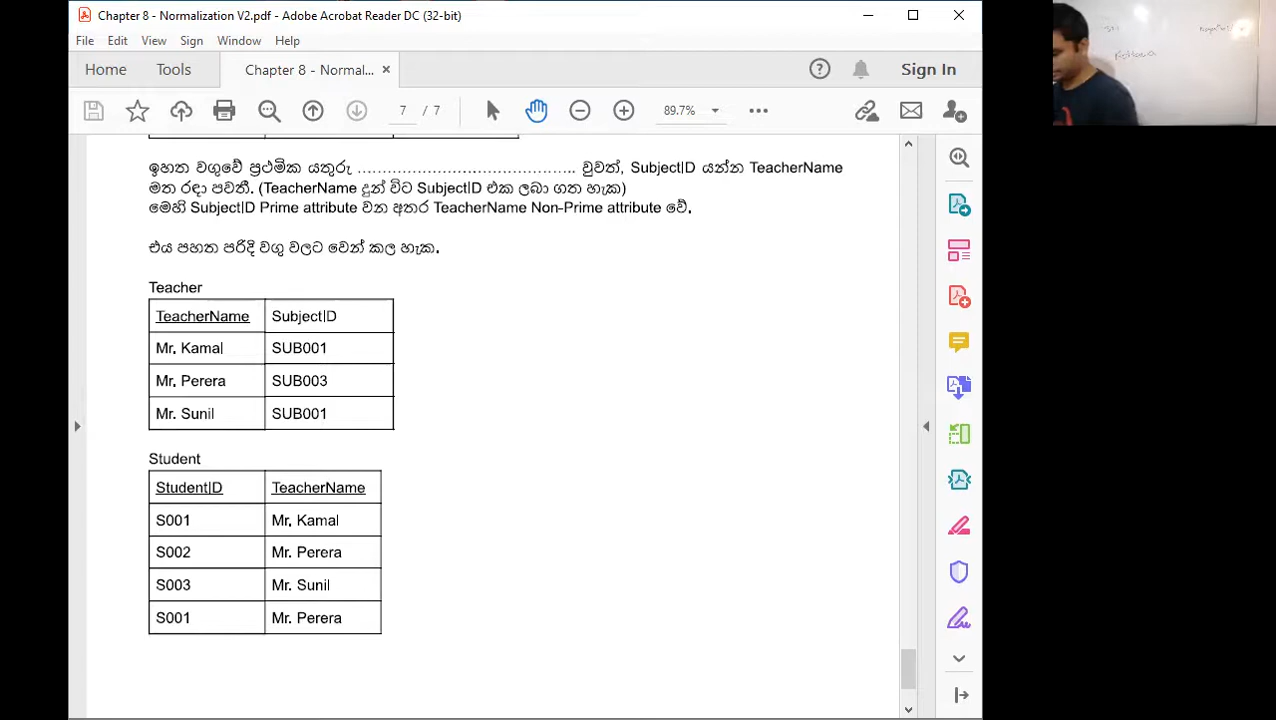 Chapter 8 - Normalization V2.pdf - Adobe Acrobat Reader DC (32-bit)
File Edit View Sign Window Help
Home Tools Chapter 8 - Normal... Sign In
7 / 7 89.7%
ඉහත වගුවේ ප්‍රාථමික යතුරු ………………………………….. වුවත්, SubjectID යන්න TeacherName
මත රඳා පවතී. (TeacherName දුන් විට SubjectID එක ලබා ගත හැක)
මෙහි SubjectID Prime attribute වන අතර TeacherName Non-Prime attribute වේ.
එය පහත පරිදි වගු වලට වෙන් කල හැක.
Teacher
TeacherName SubjectID
Mr. Kamal SUB001
Mr. Perera SUB003
Mr. Sunil SUB001
Student
StudentID TeacherName
S001 Mr. Kamal
S002 Mr. Perera
S003 Mr. Sunil
S001 Mr. Perera